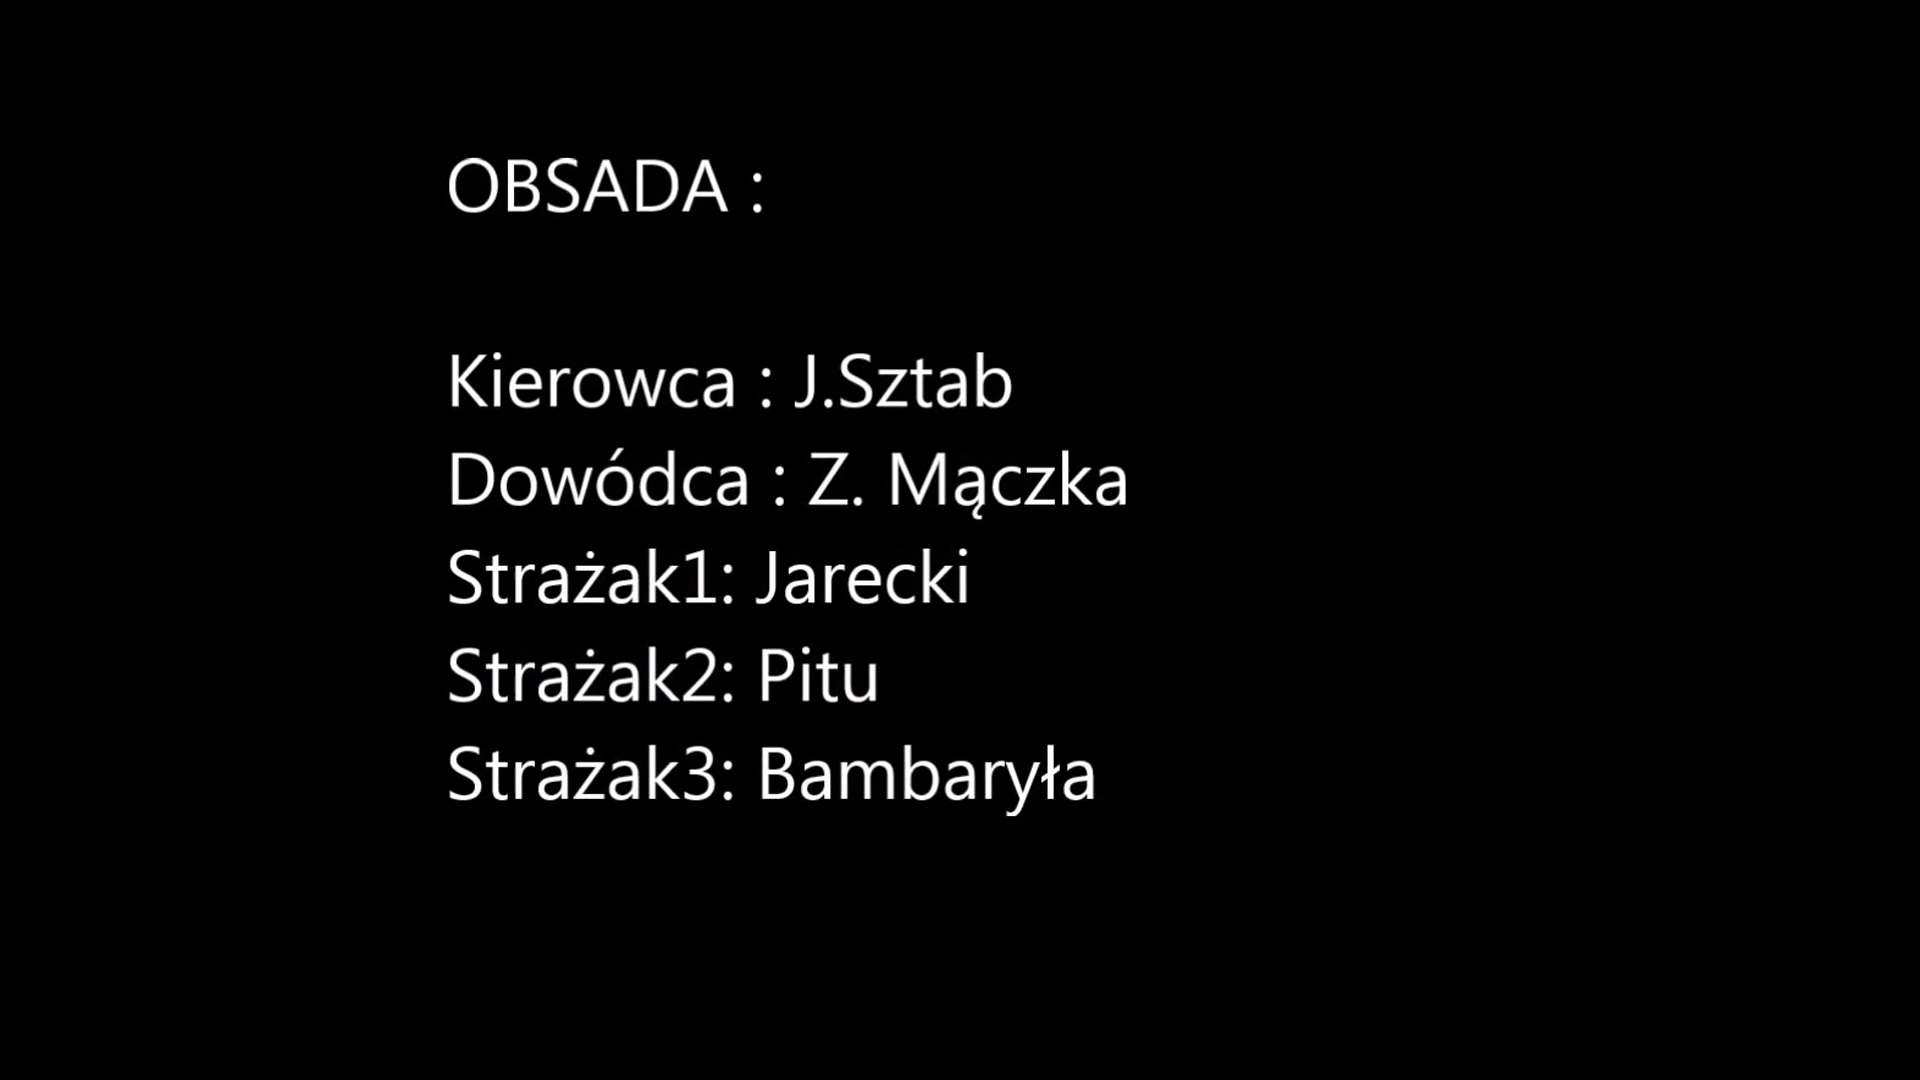 OBSADA :
Kierowca : J.Sztab
Dowódca : Z. Mączka
Strażak1: Jarecki
Strażak2: Pitu
Strażak3: Bambaryła